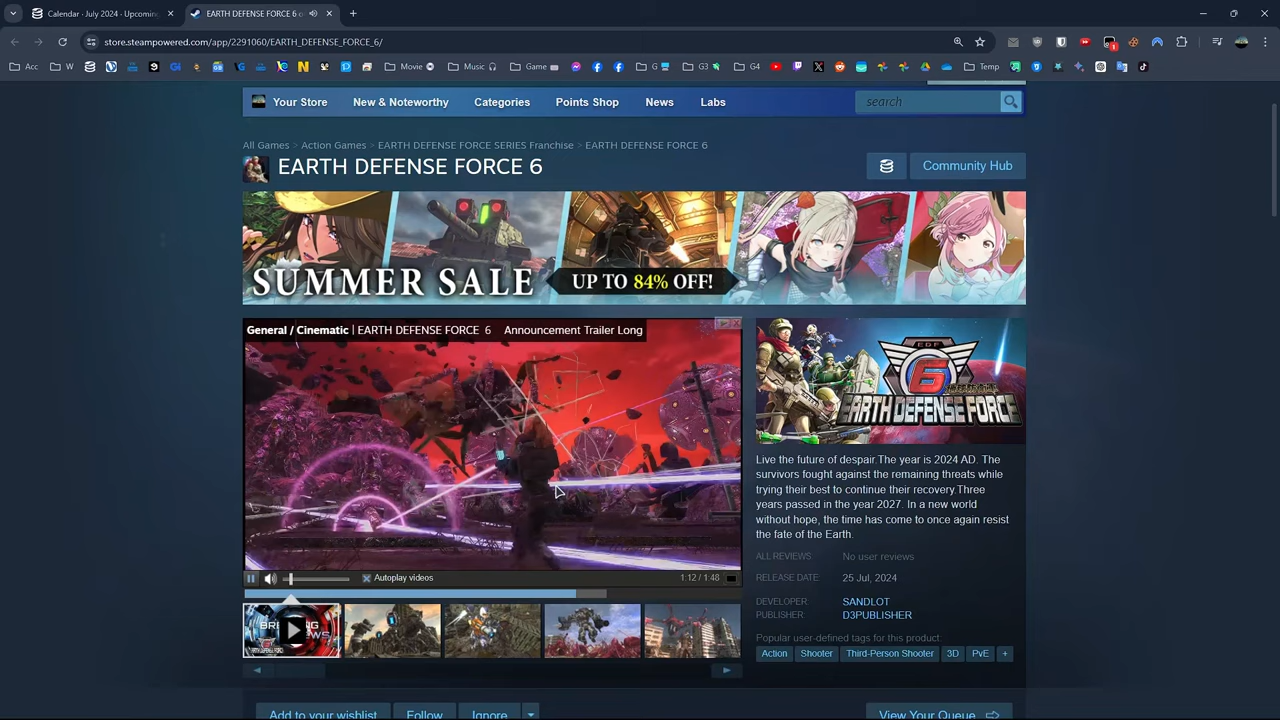 Calendar · July 2024 - Upcoming
EARTH DEFENSE FORCE 6 o
store.steampowered.com/app/2291060/EARTH_DEFENSE_FORCE_6/
Acc
W
Movie
Music
Game
G
G3
G4
Temp
Your Store
New & Noteworthy
Categories
Points Shop
News
Labs
search
All Games > Action Games > EARTH DEFENSE FORCE SERIES Franchise > EARTH DEFENSE FORCE 6
EARTH DEFENSE FORCE 6
Community Hub
SUMMER SALE
UP TO 84% OFF!
General / Cinematic | EARTH DEFENSE FORCE 6 Announcement Trailer Long
EDF
6
EARTH DEFENSE FORCE
Live the future of despair.The year is 2024 AD. The
survivors fought against the remaining threats while
trying their best to continue their recovery.Three
years passed in the year 2027. In a new world
without hope, the time has come to once again resist
the fate of the Earth.
ALL REVIEWS: No user reviews
RELEASE DATE: 25 Jul, 2024
DEVELOPER: SANDLOT
PUBLISHER: D3PUBLISHER
Popular user-defined tags for this product:
Action
Shooter
Third-Person Shooter
3D
PvE
+
Autoplay videos
1:12 / 1:48
Add to your wishlist
Follow
Ignore
View Your Queue